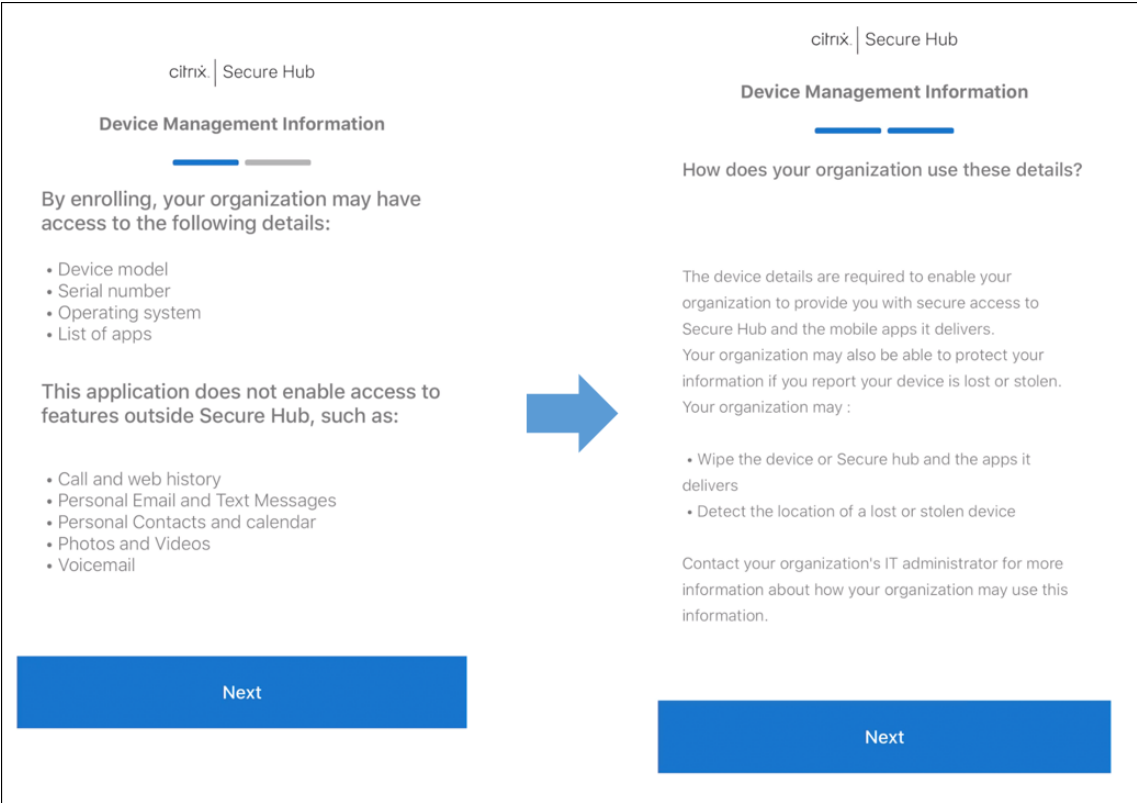 citrix. | Secure Hub
Device Management Information
By enrolling, your organization may have
access to the following details:
• Device model
• Serial number
• Operating system
• List of apps
This application does not enable access to
features outside Secure Hub, such as:
• Call and web history
• Personal Email and Text Messages
• Personal Contacts and calendar
• Photos and Videos
• Voicemail
Next
citrix. | Secure Hub
Device Management Information
How does your organization use these details?
The device details are required to enable your
organization to provide you with secure access to
Secure Hub and the mobile apps it delivers.
Your organization may also be able to protect your
information if you report your device is lost or stolen.
Your organization may :
• Wipe the device or Secure hub and the apps it
delivers
• Detect the location of a lost or stolen device
Contact your organization's IT administrator for more
information about how your organization may use this
information.
Next